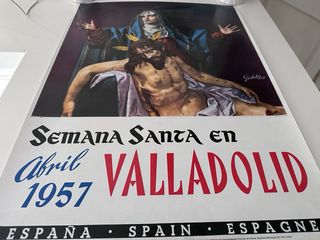 SEMANA SANTA EN
Abril
1957
VALLADOLID
ESPAÑA - SPAIN - ESPAGNE